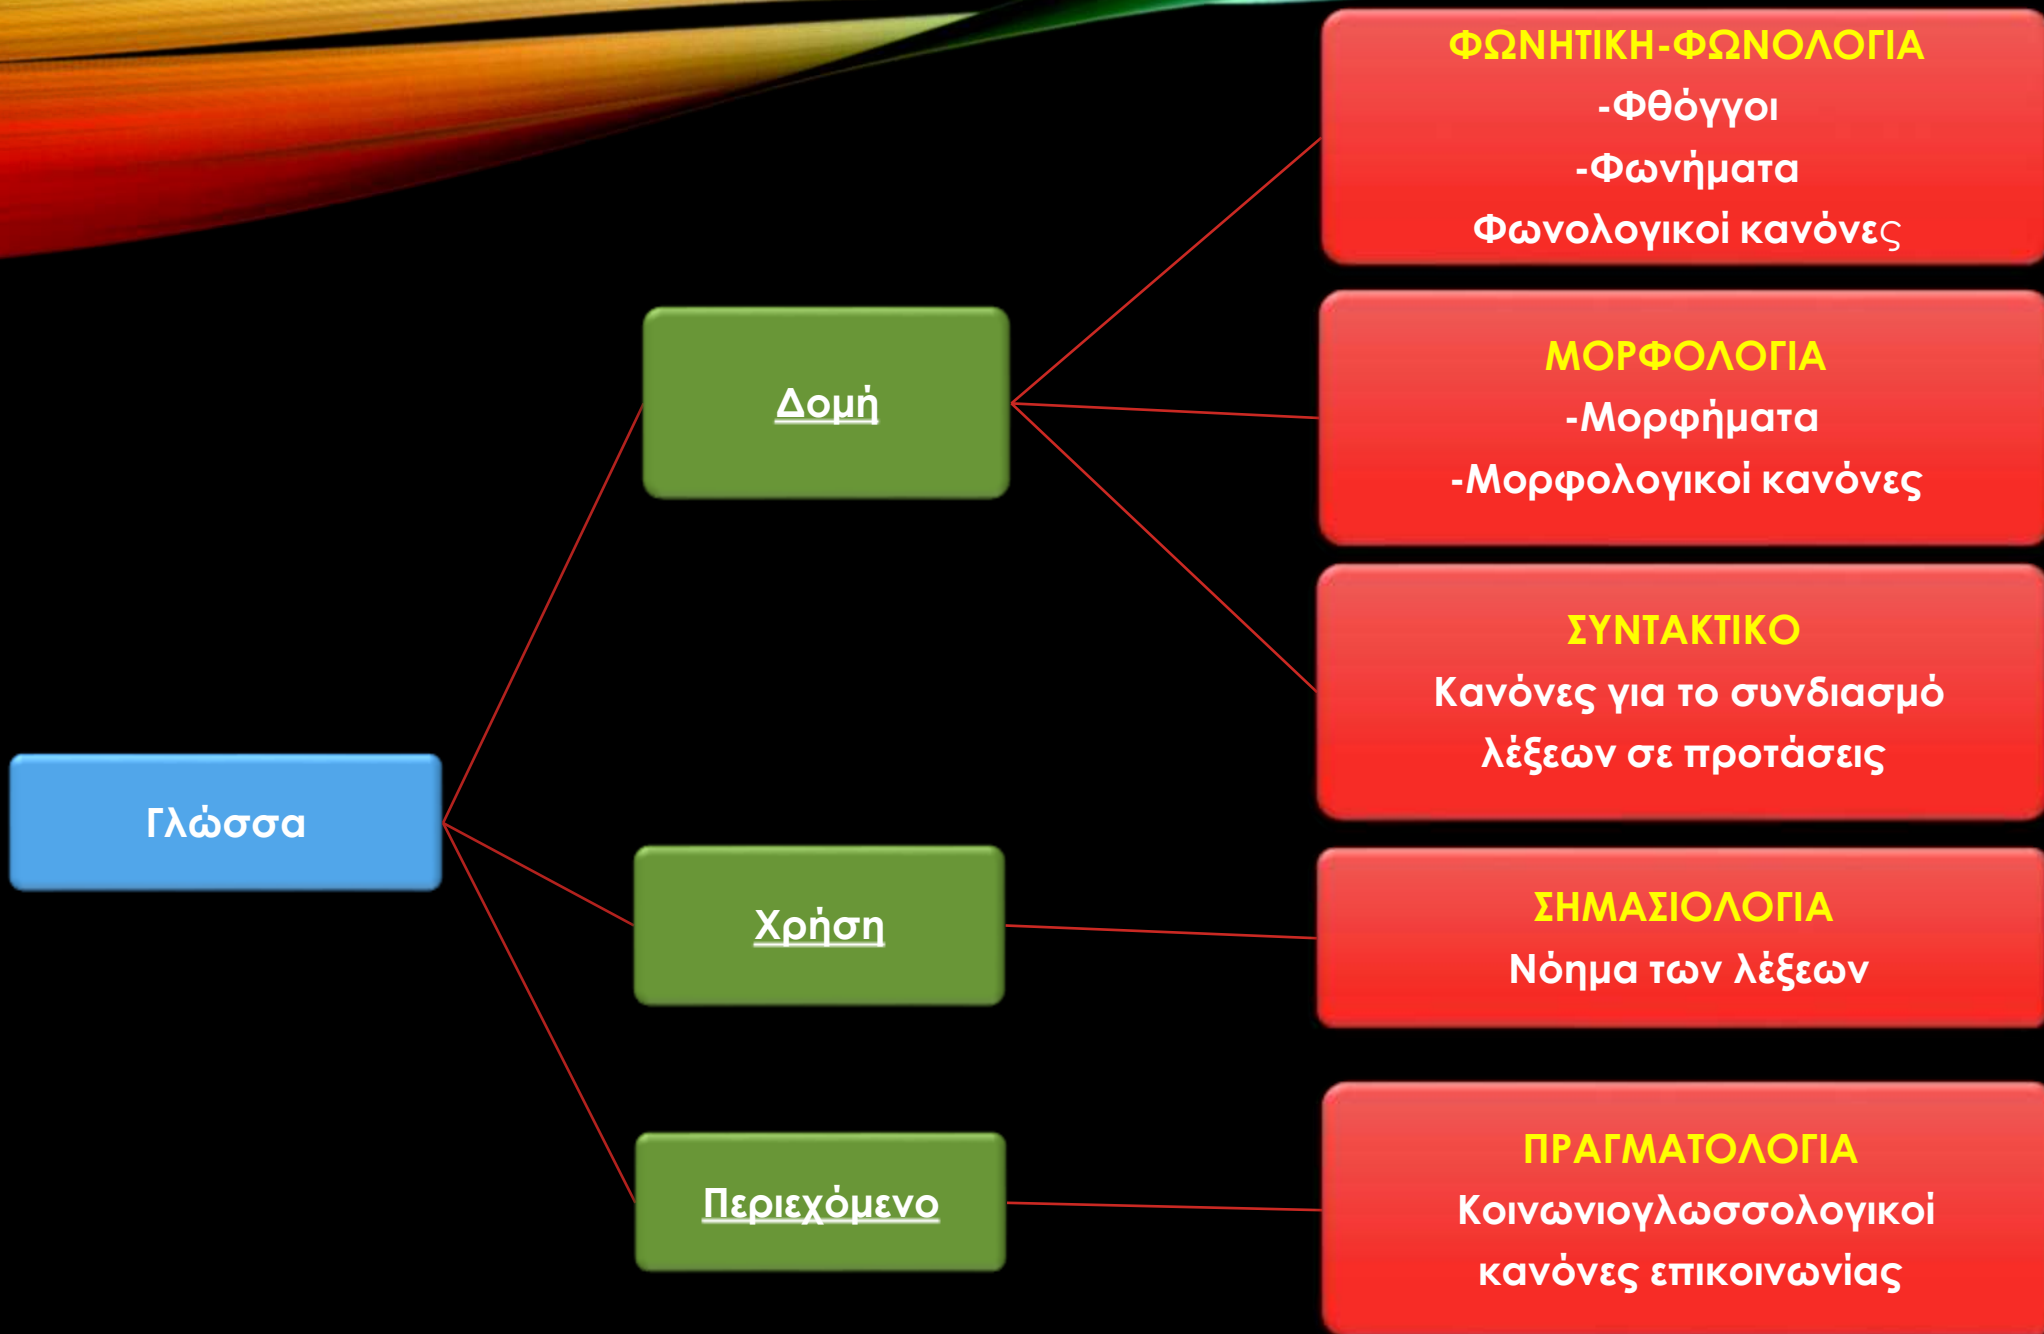 ΦΩΝΗΤΙΚΗ-ΦΩΝΟΛΟΓΙΑ
-Φθόγγοι
-Φωνήματα
Φωνολογικοί κανόνες
Δομή
ΜΟΡΦΟΛΟΓΙΑ
-Μορφήματα
-Μορφολογικοί κανόνες
ΣΥΝΤΑΚΤΙΚΟ
Κανόνες για το συνδιασμό
λέξεων σε προτάσεις
Γλώσσα
Χρήση
ΣΗΜΑΣΙΟΛΟΓΙΑ
Νόημα των λέξεων
Περιεχόμενο
ΠΡΑΓΜΑΤΟΛΟΓΙΑ
Κοινωνιογλωσσολογικοί
κανόνες επικοινωνίας